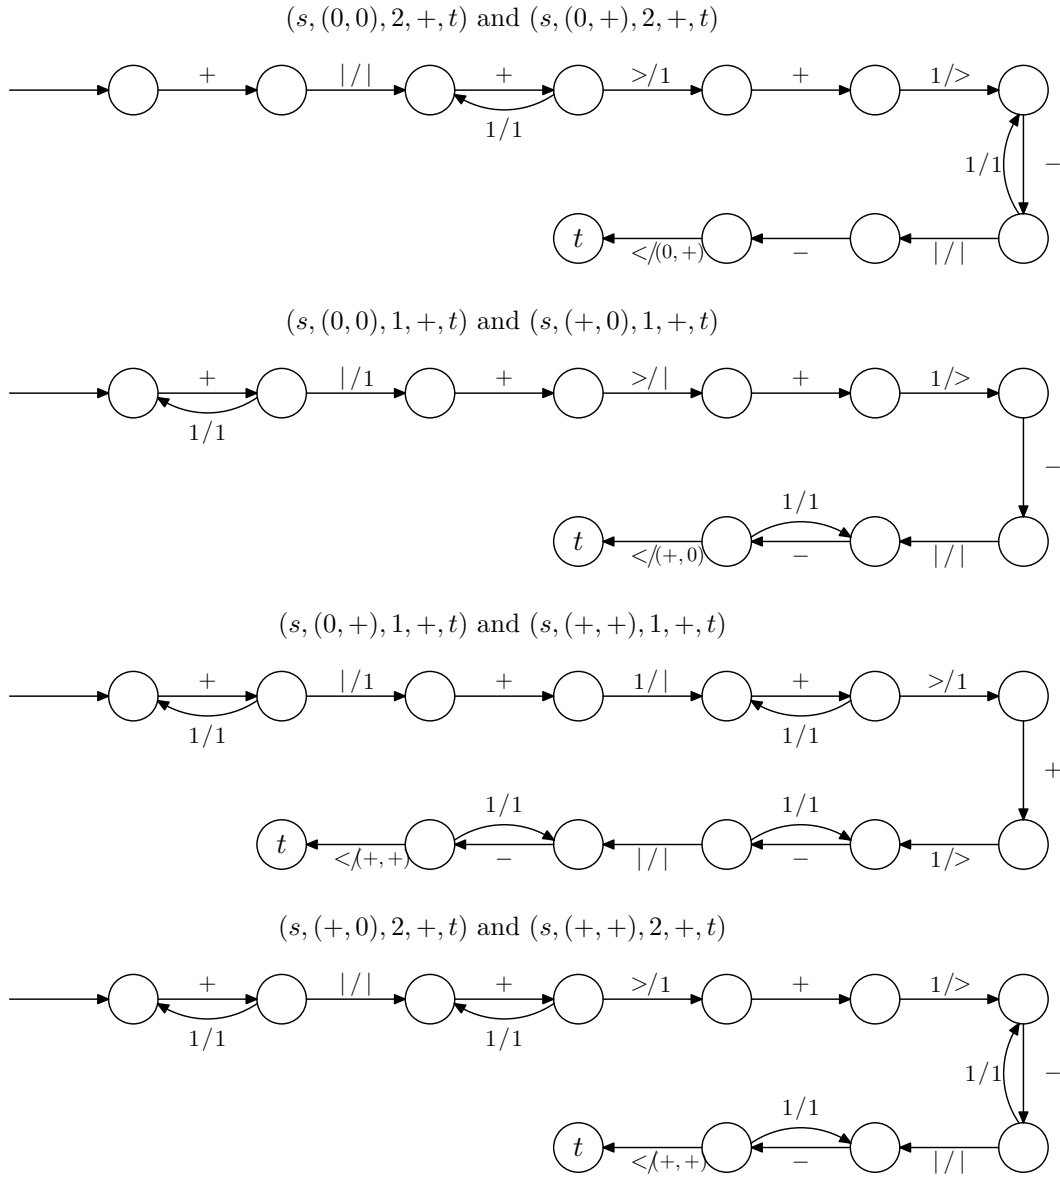 (s, (0, 0), 2, +, t) and (s, (0, +), 2, +, t)
+ |/| + >/1 + 1/>
1/1
1/1 −
t </(0, +) − |/|
(s, (0, 0), 1, +, t) and (s, (+, 0), 1, +, t)
+ |/1 + >/| + 1/>
1/1
−
1/1
t </(+, 0) − |/|
(s, (0, +), 1, +, t) and (s, (+, +), 1, +, t)
+ |/1 + 1/| + >/1
1/1 1/1
+
1/1 1/1
t </(+, +) − |/| − 1/>
(s, (+, 0), 2, +, t) and (s, (+, +), 2, +, t)
+ |/| + >/1 + 1/>
1/1 1/1
1/1 −
1/1
t </(+, +) − |/|